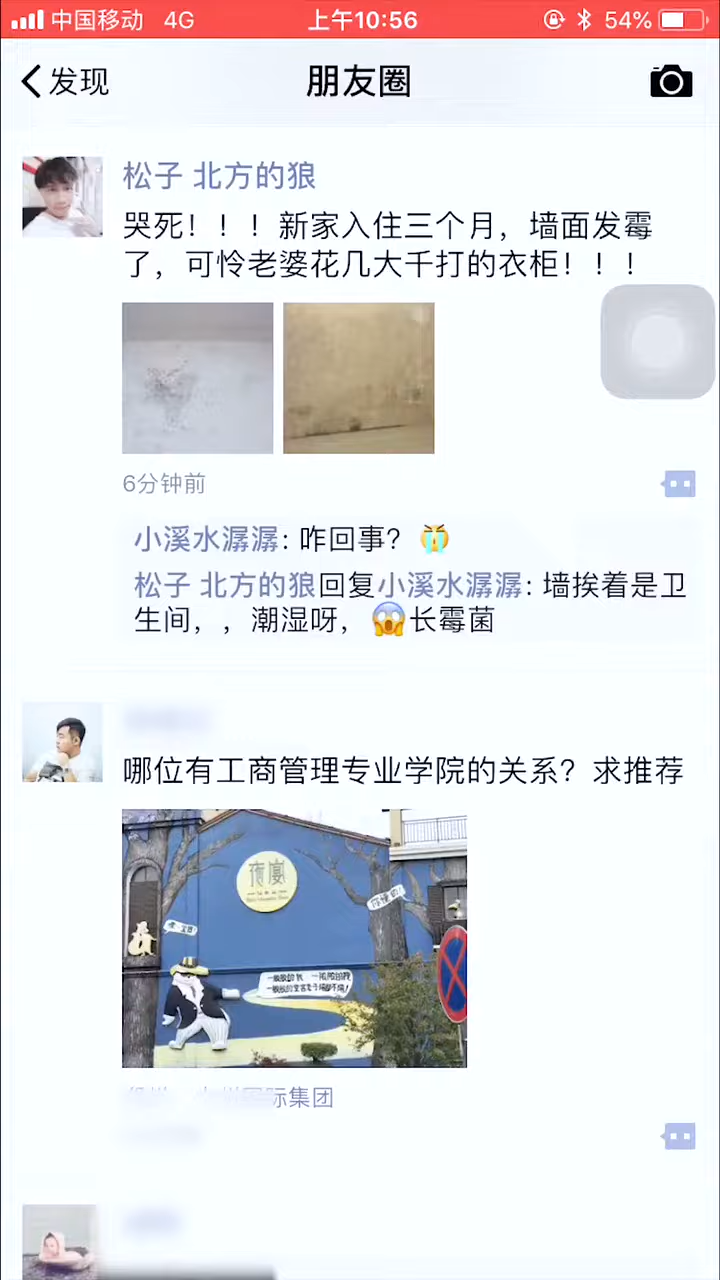 中国移动 4G 上午10:56 54%
发现 朋友圈
松子 北方的狼
哭死！！！新家入住三个月，墙面发霉
了，可怜老婆花几大千打的衣柜！！！
6分钟前
小溪水潺潺: 咋回事？
松子 北方的狼回复小溪水潺潺: 墙挨着是卫
生间，，潮湿呀，长霉菌
哪位有工商管理专业学院的关系？求推荐
夜宴
际集团